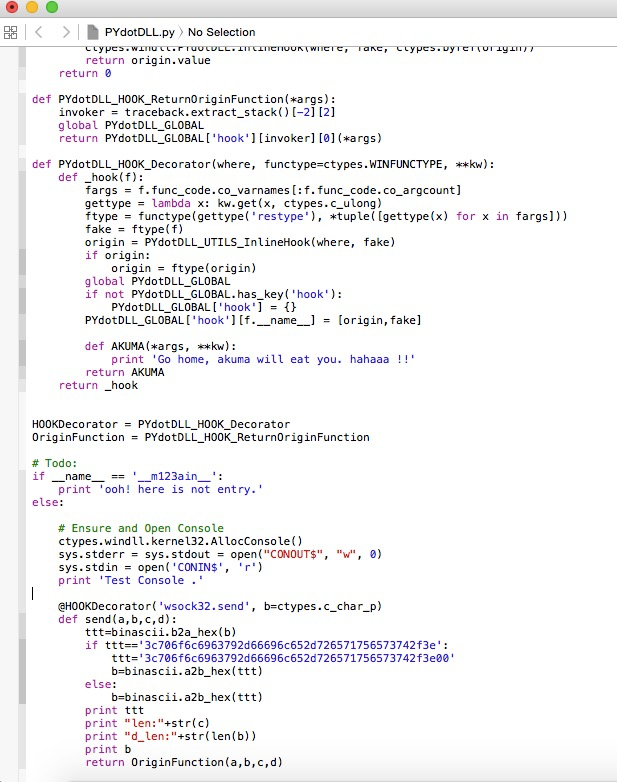 PYdotDLL.py 〉 No Selection
ctypes.windll.PYdotDLL.InlineHook(where, fake, ctypes.byref(origin))
        return origin.value
    return 0

def PYdotDLL_HOOK_ReturnOriginFunction(*args):
    invoker = traceback.extract_stack()[-2][2]
    global PYdotDLL_GLOBAL
    return PYdotDLL_GLOBAL['hook'][invoker][0](*args)

def PYdotDLL_HOOK_Decorator(where, functype=ctypes.WINFUNCTYPE, **kw):
    def _hook(f):
        fargs = f.func_code.co_varnames[:f.func_code.co_argcount]
        gettype = lambda x: kw.get(x, ctypes.c_ulong)
        ftype = functype(gettype('restype'), *tuple([gettype(x) for x in fargs]))
        fake = ftype(f)
        origin = PYdotDLL_UTILS_InlineHook(where, fake)
        if origin:
            origin = ftype(origin)
        global PYdotDLL_GLOBAL
        if not PYdotDLL_GLOBAL.has_key('hook'):
            PYdotDLL_GLOBAL['hook'] = {}
        PYdotDLL_GLOBAL['hook'][f.__name__] = [origin,fake]

        def AKUMA(*args, **kw):
            print 'Go home, akuma will eat you. hahaaa !!'
        return AKUMA
    return _hook

HOOKDecorator = PYdotDLL_HOOK_Decorator
OriginFunction = PYdotDLL_HOOK_ReturnOriginFunction

# Todo:
if __name__ == '__m123ain__':
    print 'ooh! here is not entry.'
else:

    # Ensure and Open Console
    ctypes.windll.kernel32.AllocConsole()
    sys.stderr = sys.stdout = open("CONOUT$", "w", 0)
    sys.stdin = open('CONIN$', 'r')
    print 'Test Console .'

    @HOOKDecorator('wsock32.send', b=ctypes.c_char_p)
    def send(a,b,c,d):
        ttt=binascii.b2a_hex(b)
        if ttt=='3c706f6c6963792d66696c652d726571756573742f3e':
            ttt='3c706f6c6963792d66696c652d726571756573742f3e00'
            b=binascii.a2b_hex(ttt)
        else:
            b=binascii.a2b_hex(ttt)
        print ttt
        print "len:"+str(c)
        print "d_len:"+str(len(b))
        print b
        return OriginFunction(a,b,c,d)